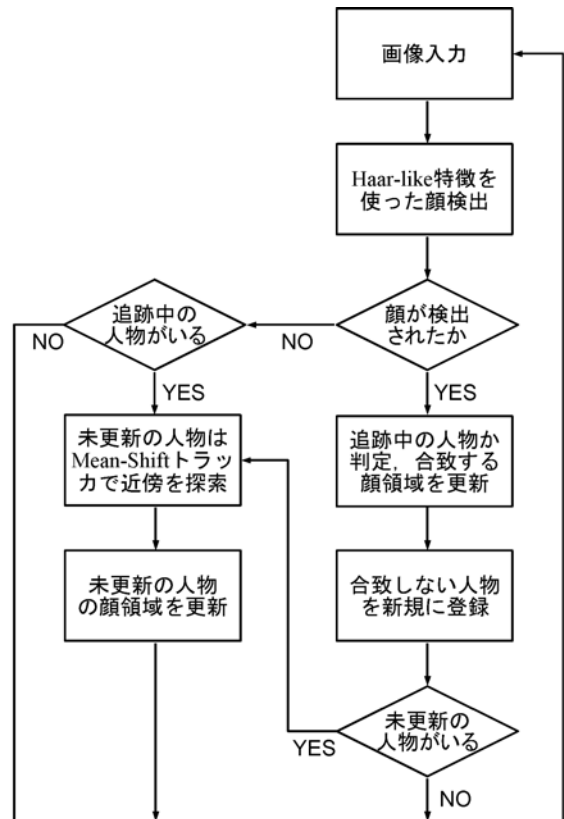 画像入力
Haar-like特徴を
使った顔検出
顔が検出
されたか
NO
YES
追跡中の
人物がいる
NO
YES
未更新の人物は
Mean-Shiftトラッ
カで近傍を探索
未更新の人物
の顔領域を更新
追跡中の人物か
判定，合致する
顔領域を更新
合致しない人物
を新規に登録
未更新の
人物がいる
YES
NO